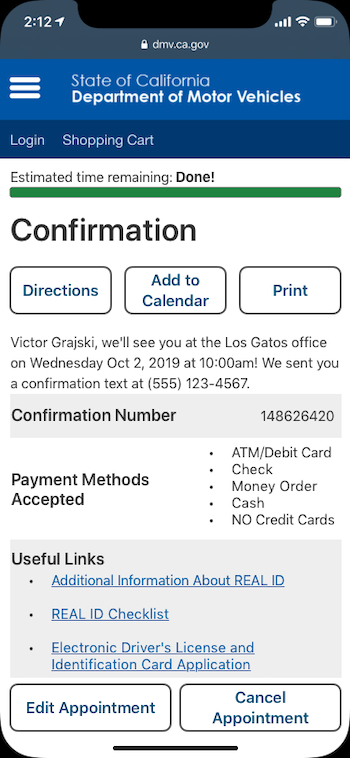 2:12
dmv.ca.gov
State of California
Department of Motor Vehicles
Login Shopping Cart
Estimated time remaining: Done!
Confirmation
Directions
Add to
Calendar
Print
Victor Grajski, we'll see you at the Los Gatos office
on Wednesday Oct 2, 2019 at 10:00am! We sent you
a confirmation text at (555) 123-4567.
Confirmation Number 148626420
Payment Methods
Accepted
• ATM/Debit Card
• Check
• Money Order
• Cash
• NO Credit Cards
Useful Links
• Additional Information About REAL ID
• REAL ID Checklist
• Electronic Driver's License and
Identification Card Application
Edit Appointment
Cancel
Appointment